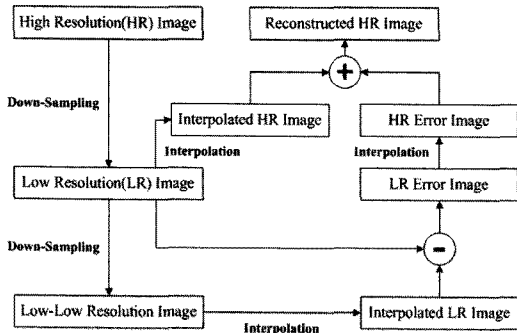 High Resolution(HR) Image
Reconstructed HR Image
+
Down-Sampling
Interpolated HR Image
HR Error Image
Interpolation
Interpolation
Low Resolution(LR) Image
LR Error Image
Down-Sampling
-
Low-Low Resolution Image
Interpolated LR Image
Interpolation